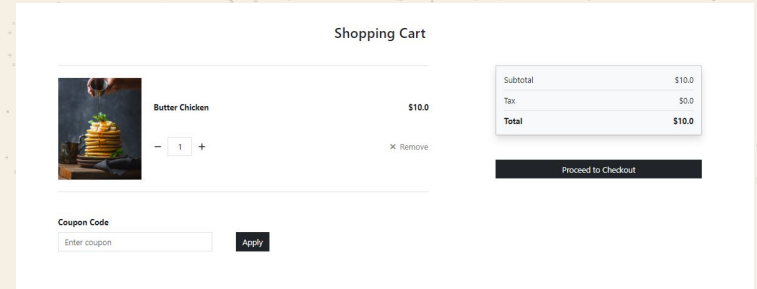 Shopping Cart
Butter Chicken $10.0
− 1 +
× Remove
Coupon Code
Enter coupon
Apply
Subtotal $10.0
Tax $0.0
Total $10.0
Proceed to Checkout